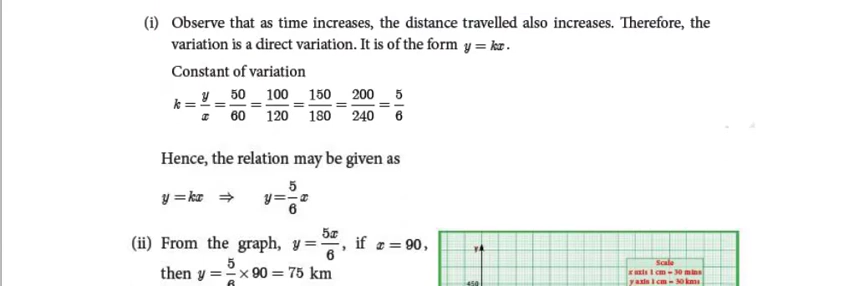 (i) Observe that as time increases, the distance travelled also increases. Therefore, the
variation is a direct variation. It is of the form y = kx.
Constant of variation
k = y/x = 50/60 = 100/120 = 150/180 = 200/240 = 5/6
Hence, the relation may be given as
y = kx ⇒ y = 5/6 x
(ii) From the graph, y = 5x/6, if x = 90,
then y = 5/6 × 90 = 75 km
Y
450
Scale
x axis 1 cm = 30 mins
y axis 1 cm = 50 kms